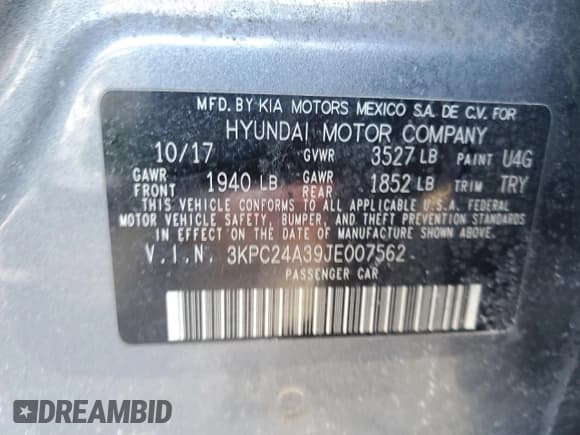 MFD. BY KIA MOTORS MEXICO S.A. DE C.V. FOR
HYUNDAI MOTOR COMPANY
10/17 GVWR 3527 LB PAINT U4G
GAWR FRONT 1940 LB GAWR REAR 1852 LB TRIM TRY
THIS VEHICLE CONFORMS TO ALL APPLICABLE U.S.A. FEDERAL
MOTOR VEHICLE SAFETY, BUMPER, AND THEFT PREVENTION STANDARDS
IN EFFECT ON THE DATE OF MANUFACTURE SHOWN ABOVE.
V.I.N. 3KPC24A39JE007562
PASSENGER CAR
DREAMBID